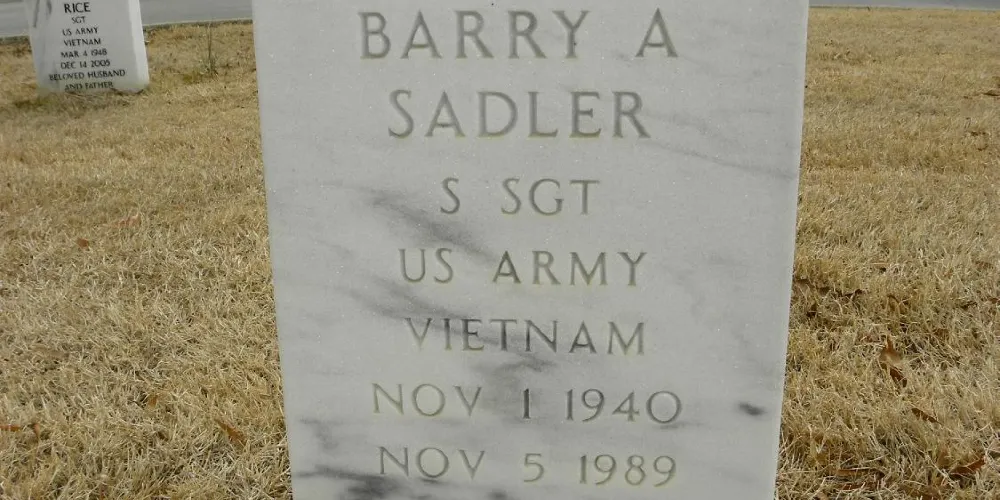 RICE
SGT
US ARMY
VIETNAM
MAR 4 1948
DEC 14 2005
BELOVED HUSBAND
AND FATHER
BARRY A
SADLER
S SGT
US ARMY
VIETNAM
NOV 1 1940
NOV 5 1989